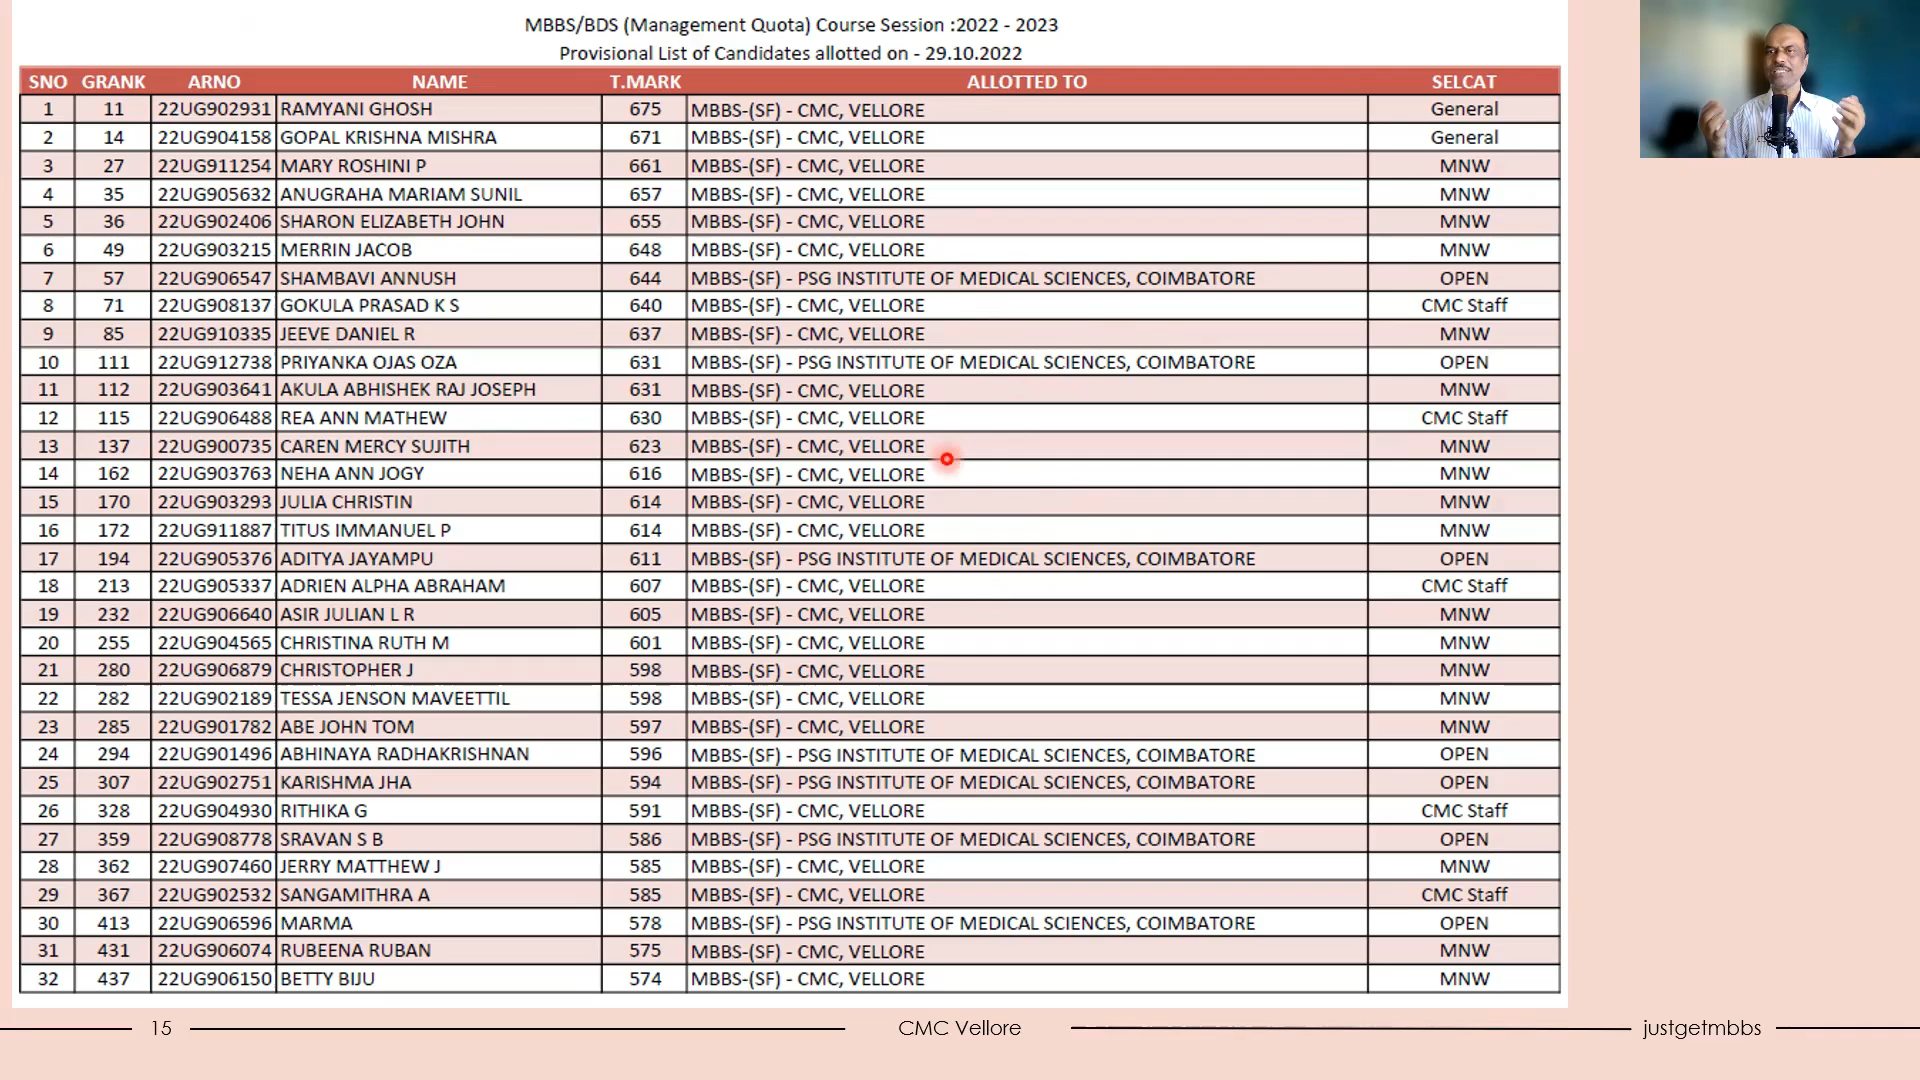 MBBS/BDS (Management Quota) Course Session :2022 - 2023
Provisional List of Candidates allotted on - 29.10.2022
SNO GRANK ARNO NAME T.MARK ALLOTTED TO SELCAT
1 11 22UG902931 RAMYANI GHOSH 675 MBBS-(SF) - CMC, VELLORE General
2 14 22UG904158 GOPAL KRISHNA MISHRA 671 MBBS-(SF) - CMC, VELLORE General
3 27 22UG911254 MARY ROSHINI P 661 MBBS-(SF) - CMC, VELLORE MNW
4 35 22UG905632 ANUGRAHA MARIAM SUNIL 657 MBBS-(SF) - CMC, VELLORE MNW
5 36 22UG902406 SHARON ELIZABETH JOHN 655 MBBS-(SF) - CMC, VELLORE MNW
6 49 22UG903215 MERRIN JACOB 648 MBBS-(SF) - CMC, VELLORE MNW
7 57 22UG906547 SHAMBAVI ANNUSH 644 MBBS-(SF) - PSG INSTITUTE OF MEDICAL SCIENCES, COIMBATORE OPEN
8 71 22UG908137 GOKULA PRASAD K S 640 MBBS-(SF) - CMC, VELLORE CMC Staff
9 85 22UG910335 JEEVE DANIEL R 637 MBBS-(SF) - CMC, VELLORE MNW
10 111 22UG912738 PRIYANKA OJAS OZA 631 MBBS-(SF) - PSG INSTITUTE OF MEDICAL SCIENCES, COIMBATORE OPEN
11 112 22UG903641 AKULA ABHISHEK RAJ JOSEPH 631 MBBS-(SF) - CMC, VELLORE MNW
12 115 22UG906488 REA ANN MATHEW 630 MBBS-(SF) - CMC, VELLORE CMC Staff
13 137 22UG900735 CAREN MERCY SUJITH 623 MBBS-(SF) - CMC, VELLORE MNW
14 162 22UG903763 NEHA ANN JOGY 616 MBBS-(SF) - CMC, VELLORE MNW
15 170 22UG903293 JULIA CHRISTIN 614 MBBS-(SF) - CMC, VELLORE MNW
16 172 22UG911887 TITUS IMMANUEL P 614 MBBS-(SF) - CMC, VELLORE MNW
17 194 22UG905376 ADITYA JAYAMPU 611 MBBS-(SF) - PSG INSTITUTE OF MEDICAL SCIENCES, COIMBATORE OPEN
18 213 22UG905337 ADRIEN ALPHA ABRAHAM 607 MBBS-(SF) - CMC, VELLORE CMC Staff
19 232 22UG906640 ASIR JULIAN L R 605 MBBS-(SF) - CMC, VELLORE MNW
20 255 22UG904565 CHRISTINA RUTH M 601 MBBS-(SF) - CMC, VELLORE MNW
21 280 22UG906879 CHRISTOPHER J 598 MBBS-(SF) - CMC, VELLORE MNW
22 282 22UG902189 TESSA JENSON MAVEETTIL 598 MBBS-(SF) - CMC, VELLORE MNW
23 285 22UG901782 ABE JOHN TOM 597 MBBS-(SF) - CMC, VELLORE MNW
24 294 22UG901496 ABHINAYA RADHAKRISHNAN 596 MBBS-(SF) - PSG INSTITUTE OF MEDICAL SCIENCES, COIMBATORE OPEN
25 307 22UG902751 KARISHMA JHA 594 MBBS-(SF) - PSG INSTITUTE OF MEDICAL SCIENCES, COIMBATORE OPEN
26 328 22UG904930 RITHIKA G 591 MBBS-(SF) - CMC, VELLORE CMC Staff
27 359 22UG908778 SRAVAN S B 586 MBBS-(SF) - PSG INSTITUTE OF MEDICAL SCIENCES, COIMBATORE OPEN
28 362 22UG907460 JERRY MATTHEW J 585 MBBS-(SF) - CMC, VELLORE MNW
29 367 22UG902532 SANGAMITHRA A 585 MBBS-(SF) - CMC, VELLORE CMC Staff
30 413 22UG906596 MARMA 578 MBBS-(SF) - PSG INSTITUTE OF MEDICAL SCIENCES, COIMBATORE OPEN
31 431 22UG906074 RUBEENA RUBAN 575 MBBS-(SF) - CMC, VELLORE MNW
32 437 22UG906150 BETTY BIJU 574 MBBS-(SF) - CMC, VELLORE MNW
15 CMC Vellore justgetmbbs